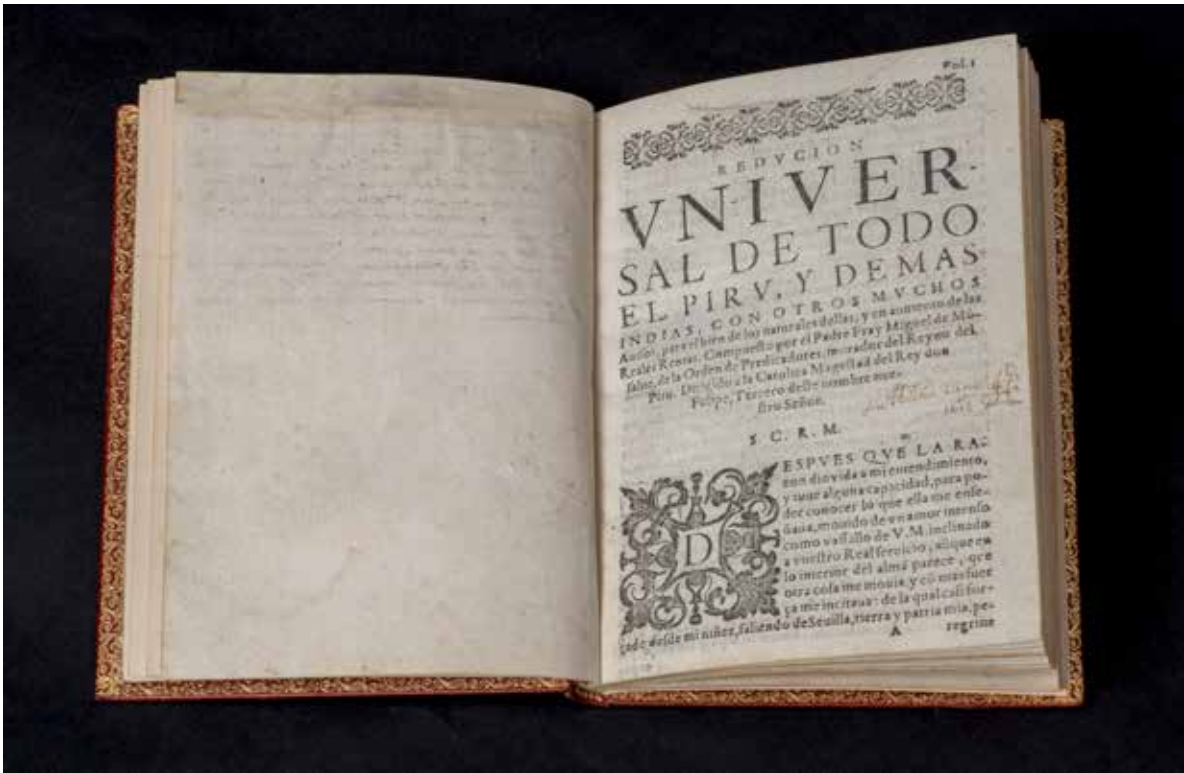 Fol. 1
REDVCION
VNIVER-
SAL DE TODO
EL PIRV, Y DEMAS
INDIAS, CON OTROS MVCHOS
Auisos, para el bien de los naturales dellas, y en aumento de las
Reales Rentas. Compuesto por el Padre Fray Miguel de Mõ-
salue, de la Orden de Predicadores, morador del Reyno del
Piru. Dirigido a la Catolica Magestad del Rey don
Felipe, Tercero deste nombre nue-
stro Señor.
S. C. R. M.
DESPVES QVE LA RA-
zon dio vida a mi entendimiento,
y tuue alguna capacidad, para po-
der conocer lo que ella me ense-
ñaua, mouido de vn amor intenso
como vassallo de V. M. inclinado
a vuestro Real seruicio, aũque en
lo interior del alma parece, que
otra cosa me mouia, y cõ mas fuer
ça me incitaua: de la qual casi for-
çado desde mi niñez, saliendo de Seuilla, tierra y patria mia, pe-
A regrine